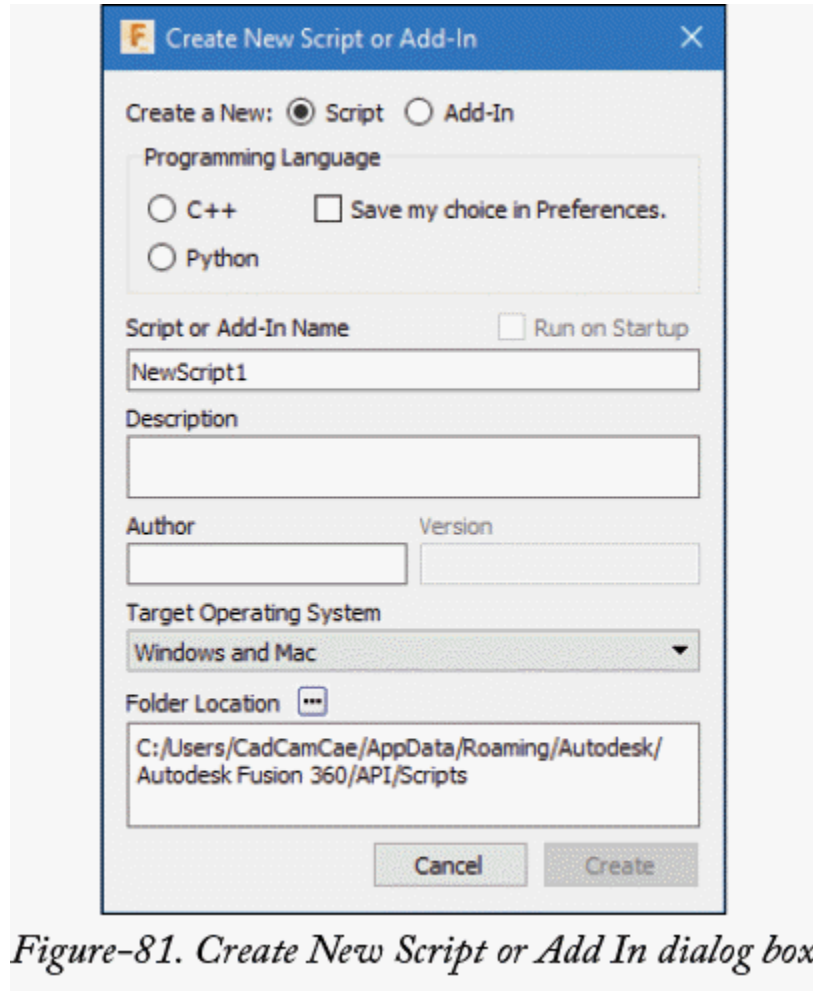 Create New Script or Add-In
Create a New: Script Add-In
Programming Language
C++ Save my choice in Preferences.
Python
Script or Add-In Name Run on Startup
NewScript1
Description
Author Version
Target Operating System
Windows and Mac
Folder Location ...
C:/Users/CadCamCae/AppData/Roaming/Autodesk/
Autodesk Fusion 360/API/Scripts
Cancel Create
Figure-81. Create New Script or Add In dialog box